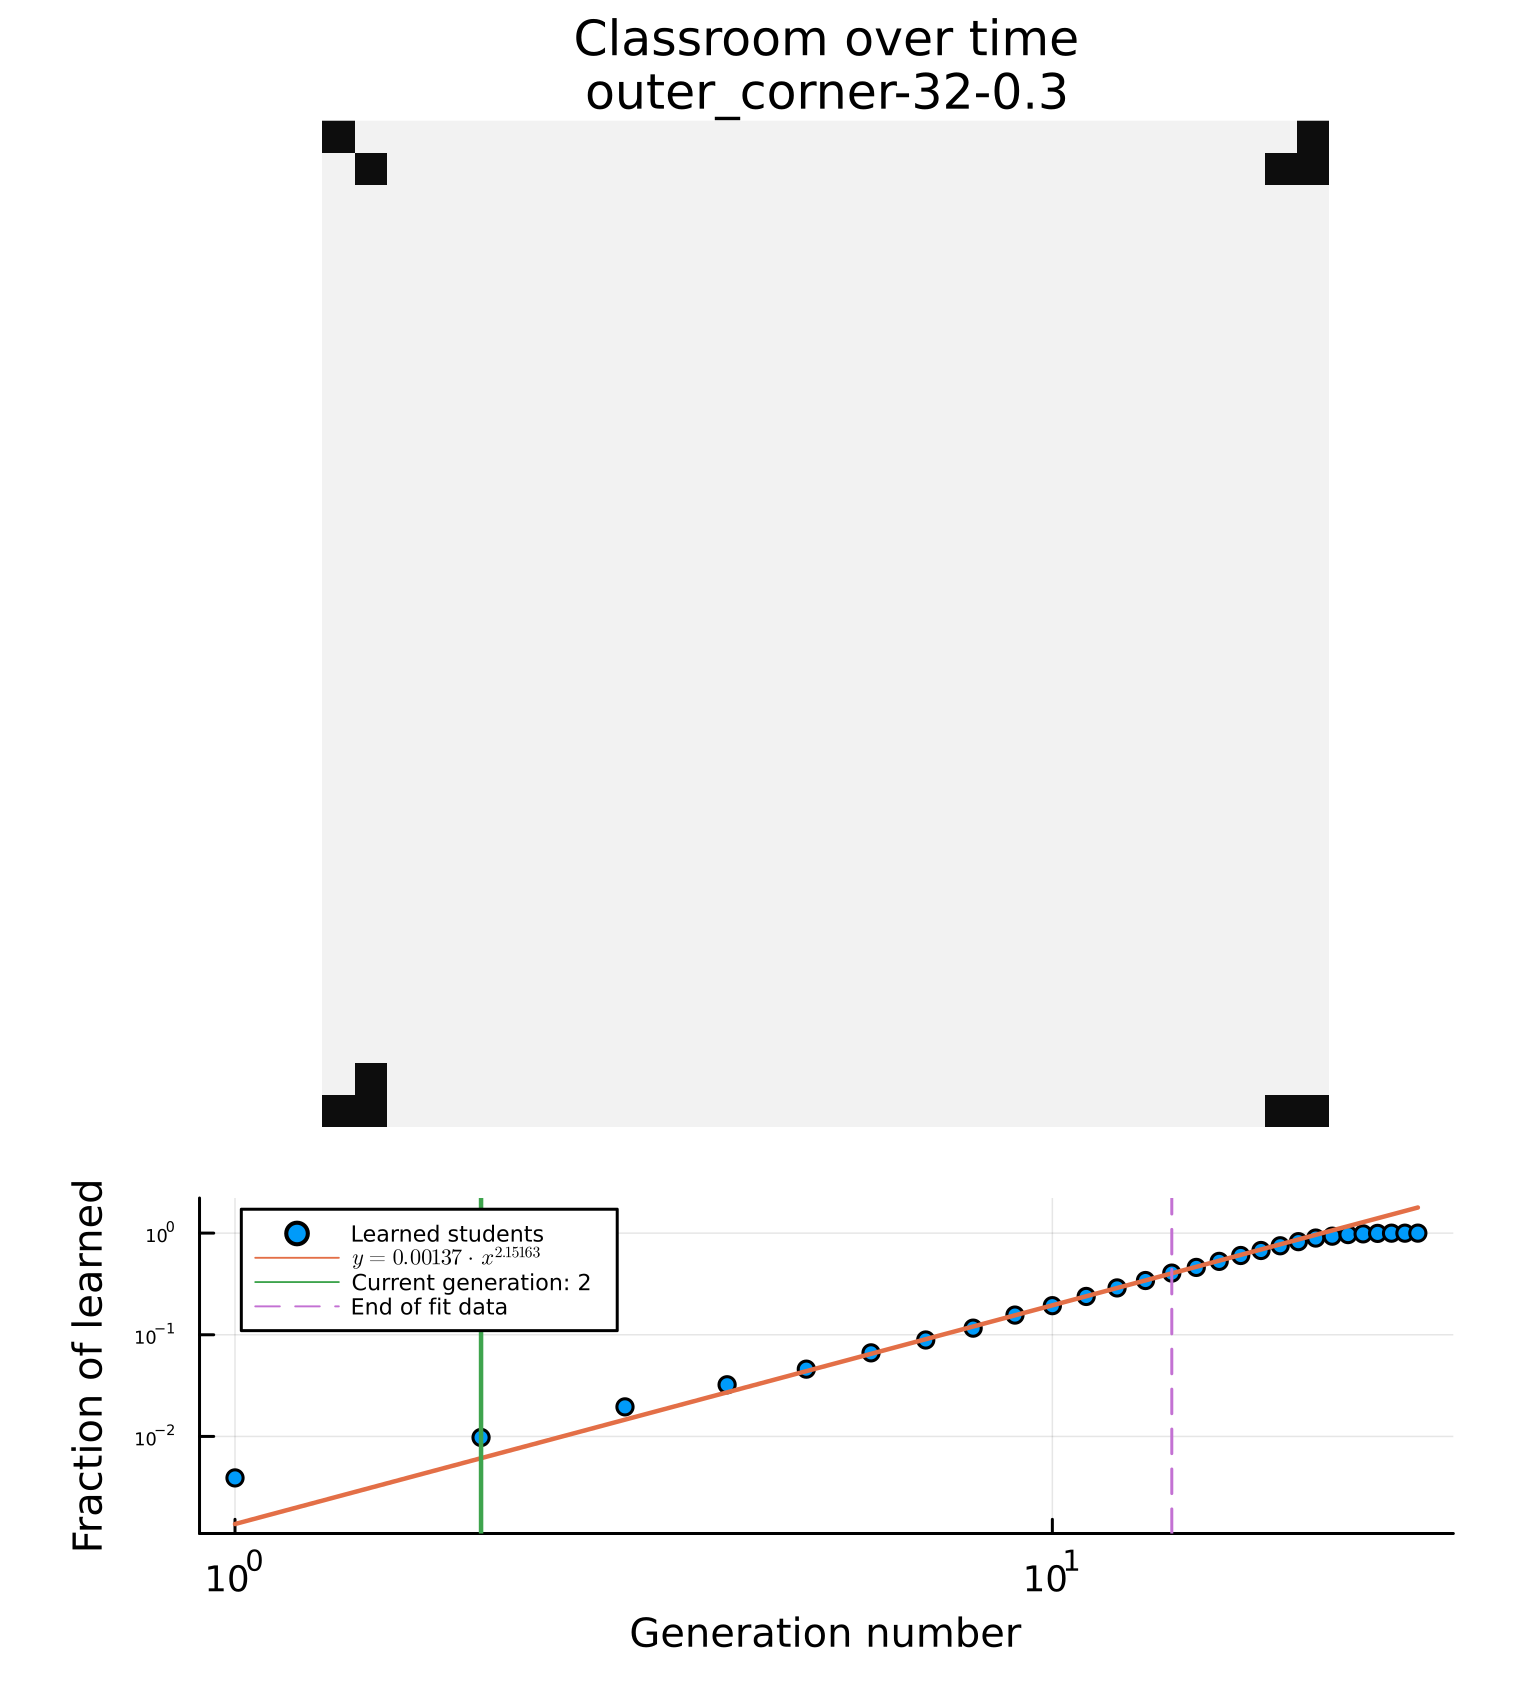 Classroom over time
outer_corner-32-0.3
Fraction of learned
10⁰
10⁻¹
10⁻²
Learned students
y = 0.00137 · x^2.15163
Current generation: 2
End of fit data
10⁰
10¹
Generation number